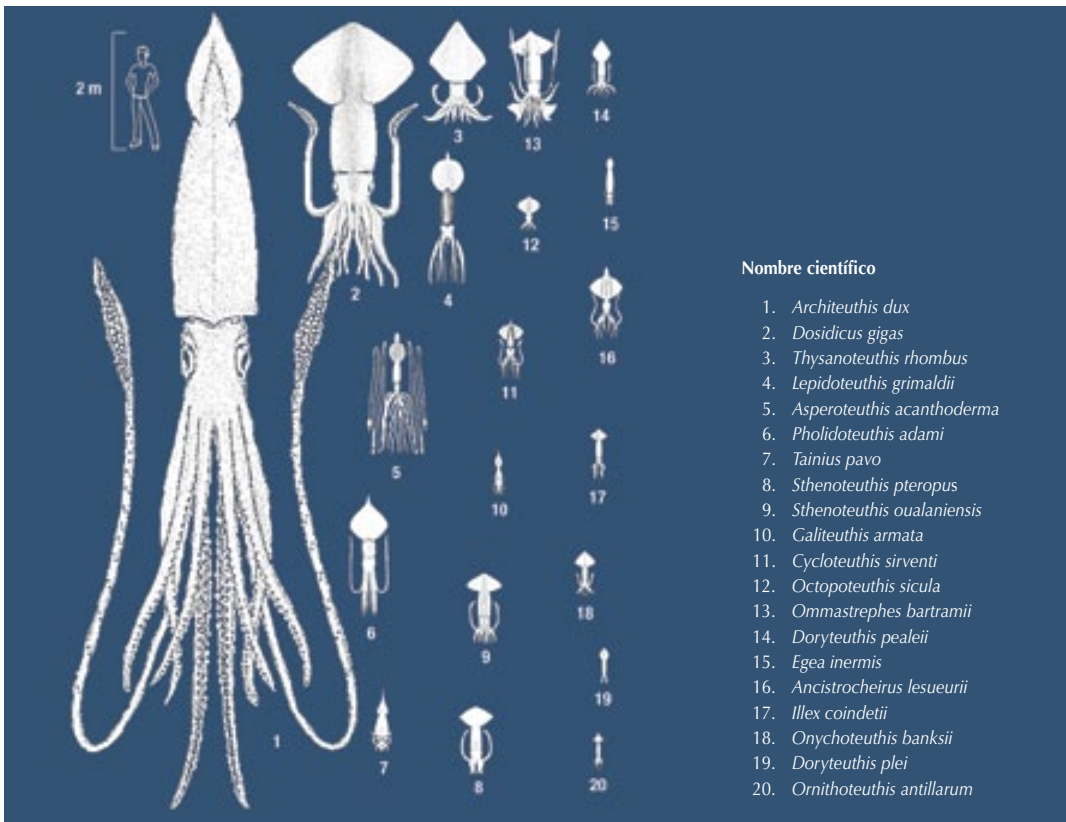 2 m
1
2
3
4
5
6
7
8
9
10
11
12
13
14
15
16
17
18
19
20
Nombre científico
1. Architeuthis dux
2. Dosidicus gigas
3. Thysanoteuthis rhombus
4. Lepidoteuthis grimaldii
5. Asperoteuthis acanthoderma
6. Pholidoteuthis adami
7. Tainius pavo
8. Sthenoteuthis pteropus
9. Sthenoteuthis oualaniensis
10. Galiteuthis armata
11. Cycloteuthis sirventi
12. Octopoteuthis sicula
13. Ommastrephes bartramii
14. Doryteuthis pealeii
15. Egea inermis
16. Ancistrocheirus lesueurii
17. Illex coindetii
18. Onychoteuthis banksii
19. Doryteuthis plei
20. Ornithoteuthis antillarum